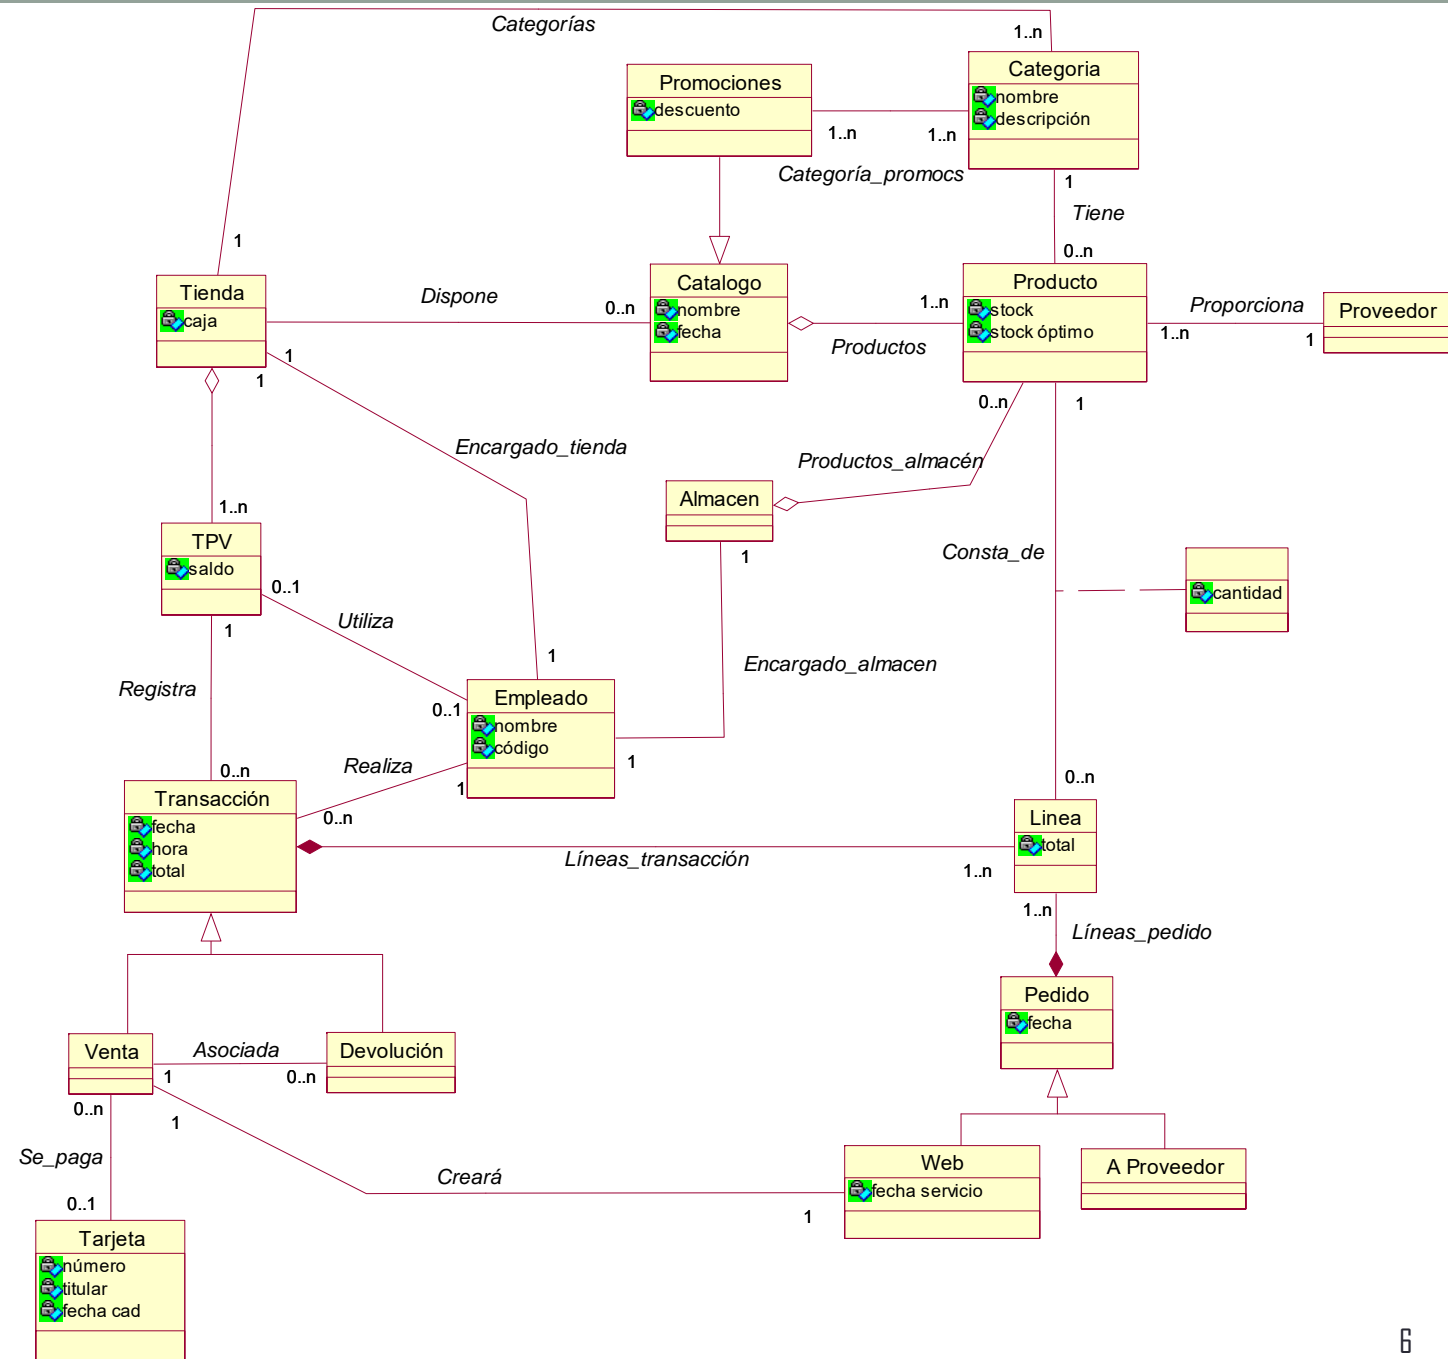 Categorías
1..n
Categoria
nombre
descripción
Promociones
descuento
1..n
1..n
Categoría_promocs
1
Tiene
0..n
1
Tienda
caja
Dispone
0..n
Catalogo
nombre
fecha
1..n
Productos
Producto
stock
stock óptimo
Proporciona
1..n
1
Proveedor
1
1
Encargado_tienda
0..n
1
Productos_almacén
Almacen
1
1..n
TPV
saldo
0..1
Utiliza
1
Consta_de
cantidad
Registra
1
Encargado_almacen
Empleado
nombre
código
0..1
1
Realiza
1
0..n
0..n
Transacción
fecha
hora
total
Líneas_transacción
0..n
Linea
total
1..n
1..n
Líneas_pedido
Pedido
fecha
Venta
Asociada
1
0..n
Devolución
0..n
1
Se_paga
0..1
Creará
1
Web
fecha servicio
A Proveedor
Tarjeta
número
titular
fecha cad
6